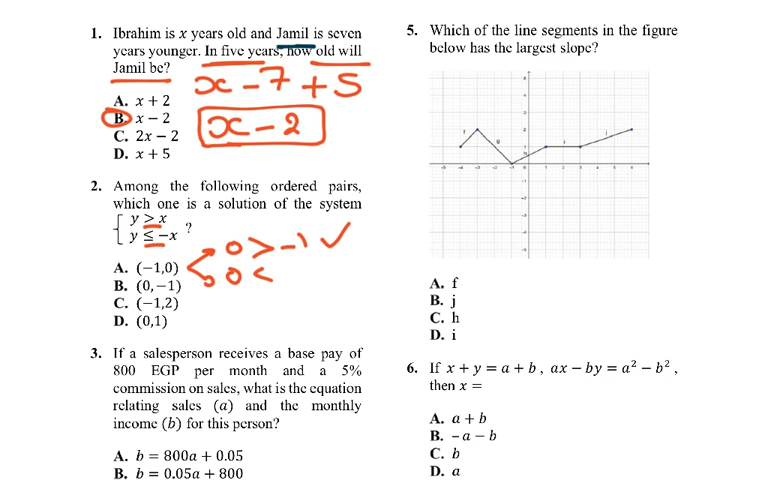 1. Ibrahim is x years old and Jamil is seven
years younger. In five years, how old will
Jamil be?
x - 7 + 5
A. x + 2
B. x − 2
C. 2x − 2
D. x + 5
x - 2
2. Among the following ordered pairs,
which one is a solution of the system
{ y > x
y ≤ −x ?
0 > -1 ✓
0 <
A. (−1,0)
B. (0,−1)
C. (−1,2)
D. (0,1)
3. If a salesperson receives a base pay of
800 EGP per month and a 5%
commission on sales, what is the equation
relating sales (a) and the monthly
income (b) for this person?
A. b = 800a + 0.05
B. b = 0.05a + 800
5. Which of the line segments in the figure
below has the largest slope?
f g h i j
A. f
B. j
C. h
D. i
6. If x + y = a + b , ax − by = a² − b² ,
then x =
A. a + b
B. −a − b
C. b
D. a